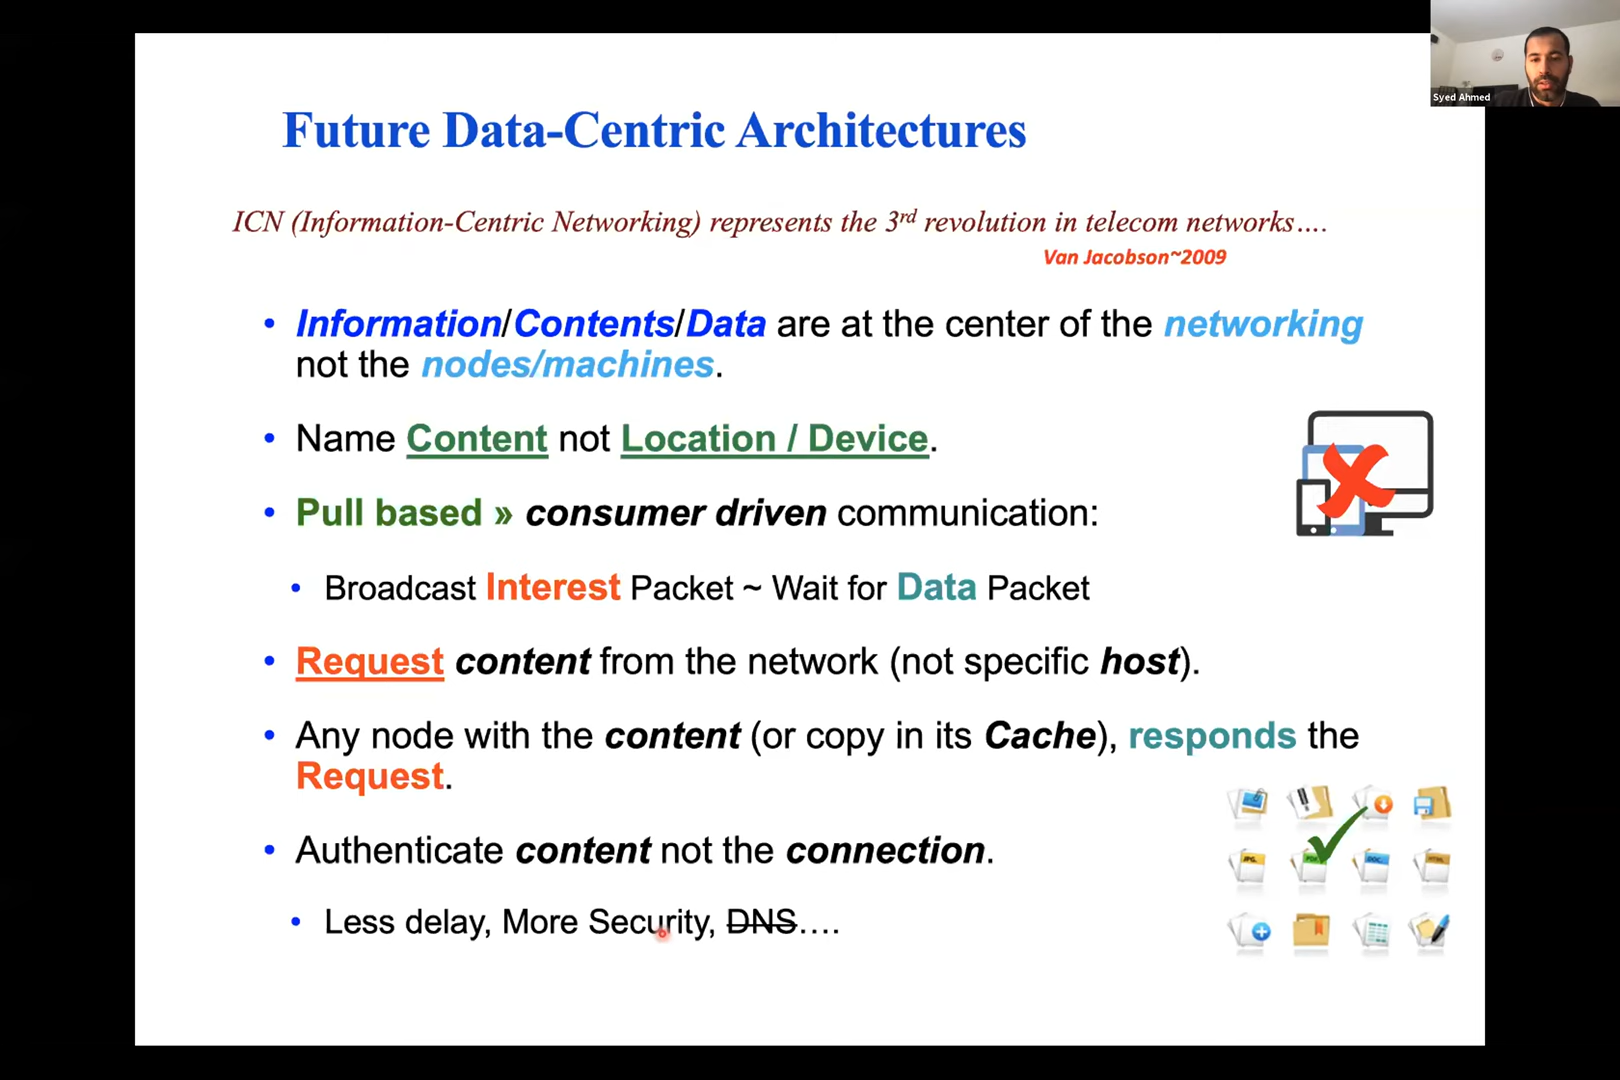 Syed Ahmed
Future Data-Centric Architectures
ICN (Information-Centric Networking) represents the 3rd revolution in telecom networks….
Van Jacobson~2009
• Information/Contents/Data are at the center of the networking
not the nodes/machines.
• Name Content not Location / Device.
• Pull based » consumer driven communication:
• Broadcast Interest Packet ~ Wait for Data Packet
• Request content from the network (not specific host).
• Any node with the content (or copy in its Cache), responds the
Request.
• Authenticate content not the connection.
• Less delay, More Security, DNS….
JPG PDF DOC HTML